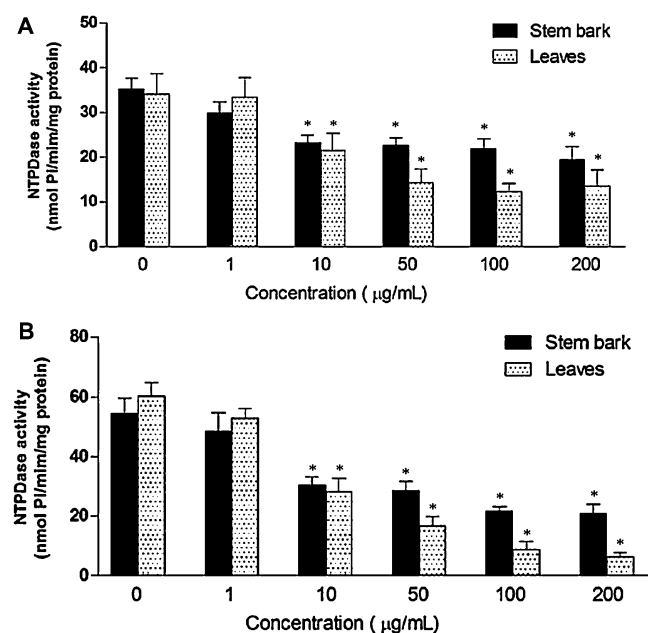 A
NTPDase activity
(nmol PI/mlm/mg protein)
50
40
30
20
10
0
Stem bark
Leaves
* * * * * * * *
0 1 10 50 100 200
Concentration ( μg/mL)
B
NTPDase activity
(nmol PI/mlm/mg protein)
80
60
40
20
0
Stem bark
Leaves
* * * * * * * *
0 1 10 50 100 200
Concentration ( μg/mL)